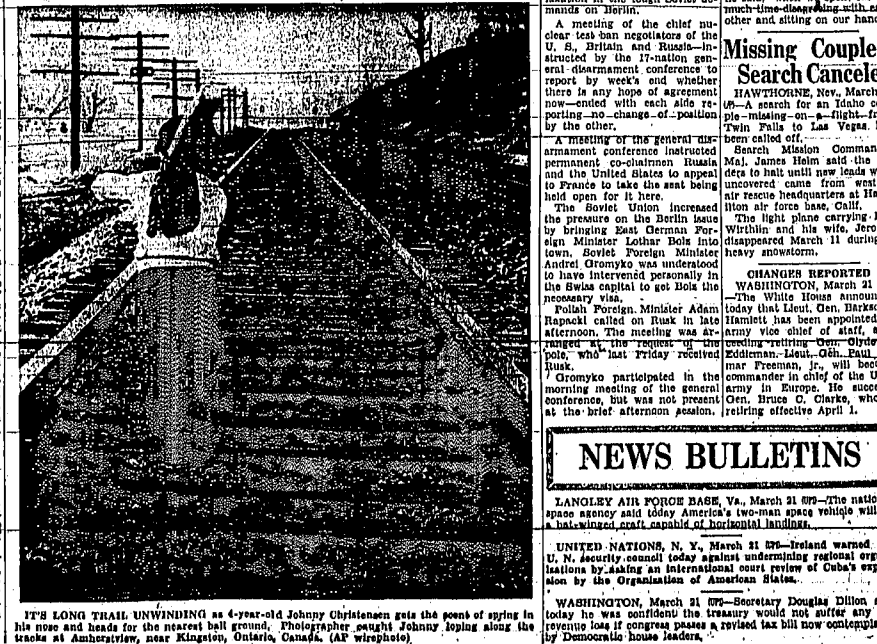 mands on Berlin.
A meeting of the chief nu-
clear test ban negotiators of the
U. S., Britain and Russia—in-
structed by the 17-nation gen-
eral disarmament conference to
report by week's end whether
there is any hope of agreement
now—ended with each side re-
porting no change of position
by the other.
A meeting of the general dis-
armament conference instructed
permanent co-chairmen Russia
and the United States to appeal
to France to take the seat being
held open for it here.
The Soviet Union increased
the pressure on the Berlin issue
by bringing East German For-
eign Minister Lothar Bolz into
town. Soviet Foreign Minister
Andrei Gromyko was understood
to have intervened personally in
the Swiss capital to get Bolz the
necessary visa.
Polish Foreign Minister Adam
Rapacki called on Rusk in late
afternoon. The meeting was ar-
ranged at the request of the
pole, who last Friday received
Rusk.
Gromyko participated in the
morning meeting of the general
conference, but was not present
at the brief afternoon session.
much time disagreeing with
other and sitting on our
Missing Couple
Search
HAWTHORNE, Nev., March
(AP)—A search for an Idaho
ple missing on a flight
Twin Falls to Las Vegas
been called off.
Search Mission
Maj. James Helm said the
ders to halt until new leads
uncovered came from west
air rescue headquarters at
ilton air force base, Calif.
The light plane carrying
Wirthlin and his wife,
disappeared March 11 during
heavy snowstorm.
CHANGES REPORTED
WASHINGTON, March 21
—The White House
today that Lieut. Gen.
Hamlett has been appointed
army vice chief of staff,
ceeding retiring Gen. Clyde
Eddleman. Lieut. Gen. Paul
mar Freeman, jr., will
commander in chief of the U
army in Europe. He
Gen. Bruce C. Clarke,
retiring effective April 1.
NEWS BULLETINS
LANGLEY AIR FORCE BASE, Va., March 21 (UPI)—The
space agency said today America's two-man space vehicle will
a bat-winged craft capable of horizontal landings.
UNITED NATIONS, N. Y., March 21 (UPI)—Ireland warned
U. N. security council today against undermining regional
izations by asking an international court review of Cuba's
sion by the Organization of American States.
WASHINGTON, March 21 (UPI)—Secretary Douglas Dillon
today he was confident the treasury would not suffer any
revenue loss if congress passes a revised tax bill now
by Democratic house leaders.
IT'S LONG TRAIL UNWINDING as 4-year-old Johnny Christensen gets the scent of spring in
his nose and heads for the nearest ball ground. Photographer caught Johnny loping along the
tracks at Amherstview, near Kingston, Ontario, Canada. (AP wirephoto)